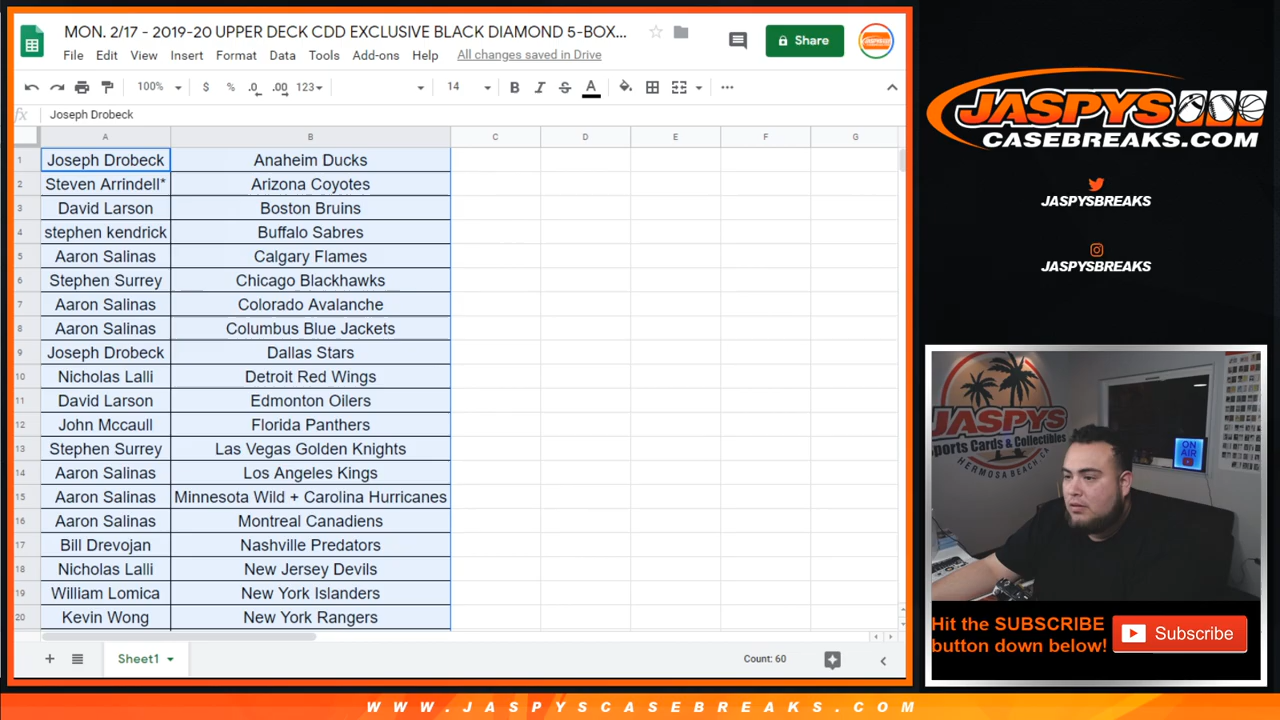 MON. 2/17 - 2019-20 UPPER DECK CDD EXCLUSIVE BLACK DIAMOND 5-BOX...
File Edit View Insert Format Data Tools Add-ons Help All changes saved in Drive
Share
100% $ % .0 .00 123 14 B I S A
fx Joseph Drobeck
A B C D E F G
1 Joseph Drobeck Anaheim Ducks
2 Steven Arrindell* Arizona Coyotes
3 David Larson Boston Bruins
4 stephen kendrick Buffalo Sabres
5 Aaron Salinas Calgary Flames
6 Stephen Surrey Chicago Blackhawks
7 Aaron Salinas Colorado Avalanche
8 Aaron Salinas Columbus Blue Jackets
9 Joseph Drobeck Dallas Stars
10 Nicholas Lalli Detroit Red Wings
11 David Larson Edmonton Oilers
12 John Mccaull Florida Panthers
13 Stephen Surrey Las Vegas Golden Knights
14 Aaron Salinas Los Angeles Kings
15 Aaron Salinas Minnesota Wild + Carolina Hurricanes
16 Aaron Salinas Montreal Canadiens
17 Bill Drevojan Nashville Predators
18 Nicholas Lalli New Jersey Devils
19 William Lomica New York Islanders
20 Kevin Wong New York Rangers
Sheet1
Count: 60
JASPYS
CASEBREAKS.COM
JASPYSBREAKS
JASPYSBREAKS
JASPYS
Sports Cards & Collectibles
HERMOSA BEACH, CA
ON
AIR
Hit the SUBSCRIBE
button down below!
Subscribe
WWW.JASPYSCASEBREAKS.COM